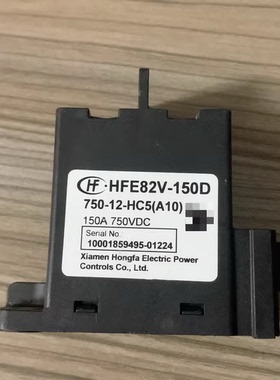 HF HFE82V-150D
750-12-HC5(A10)
150A 750VDC
Serial No.
10001859495-01224
Xiamen Hongfa Electric Power
Controls Co., Ltd.